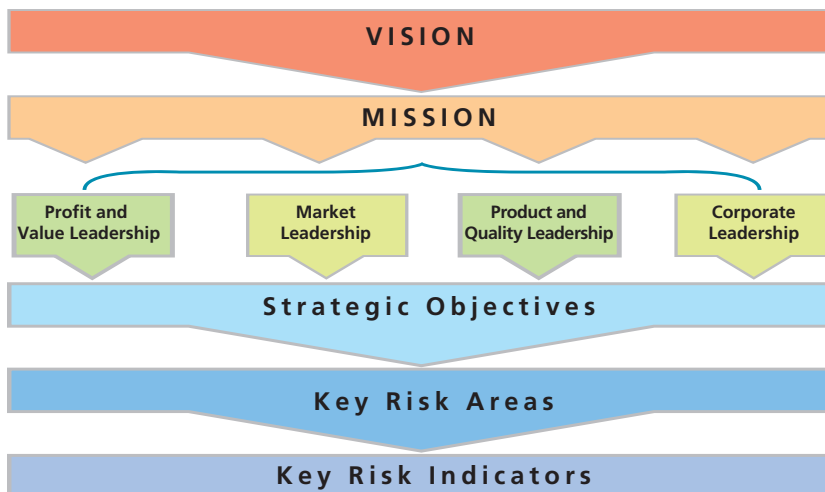 VISION
MISSION
Profit and
Value Leadership
Market
Leadership
Product and
Quality Leadership
Corporate
Leadership
Strategic Objectives
Key Risk Areas
Key Risk Indicators